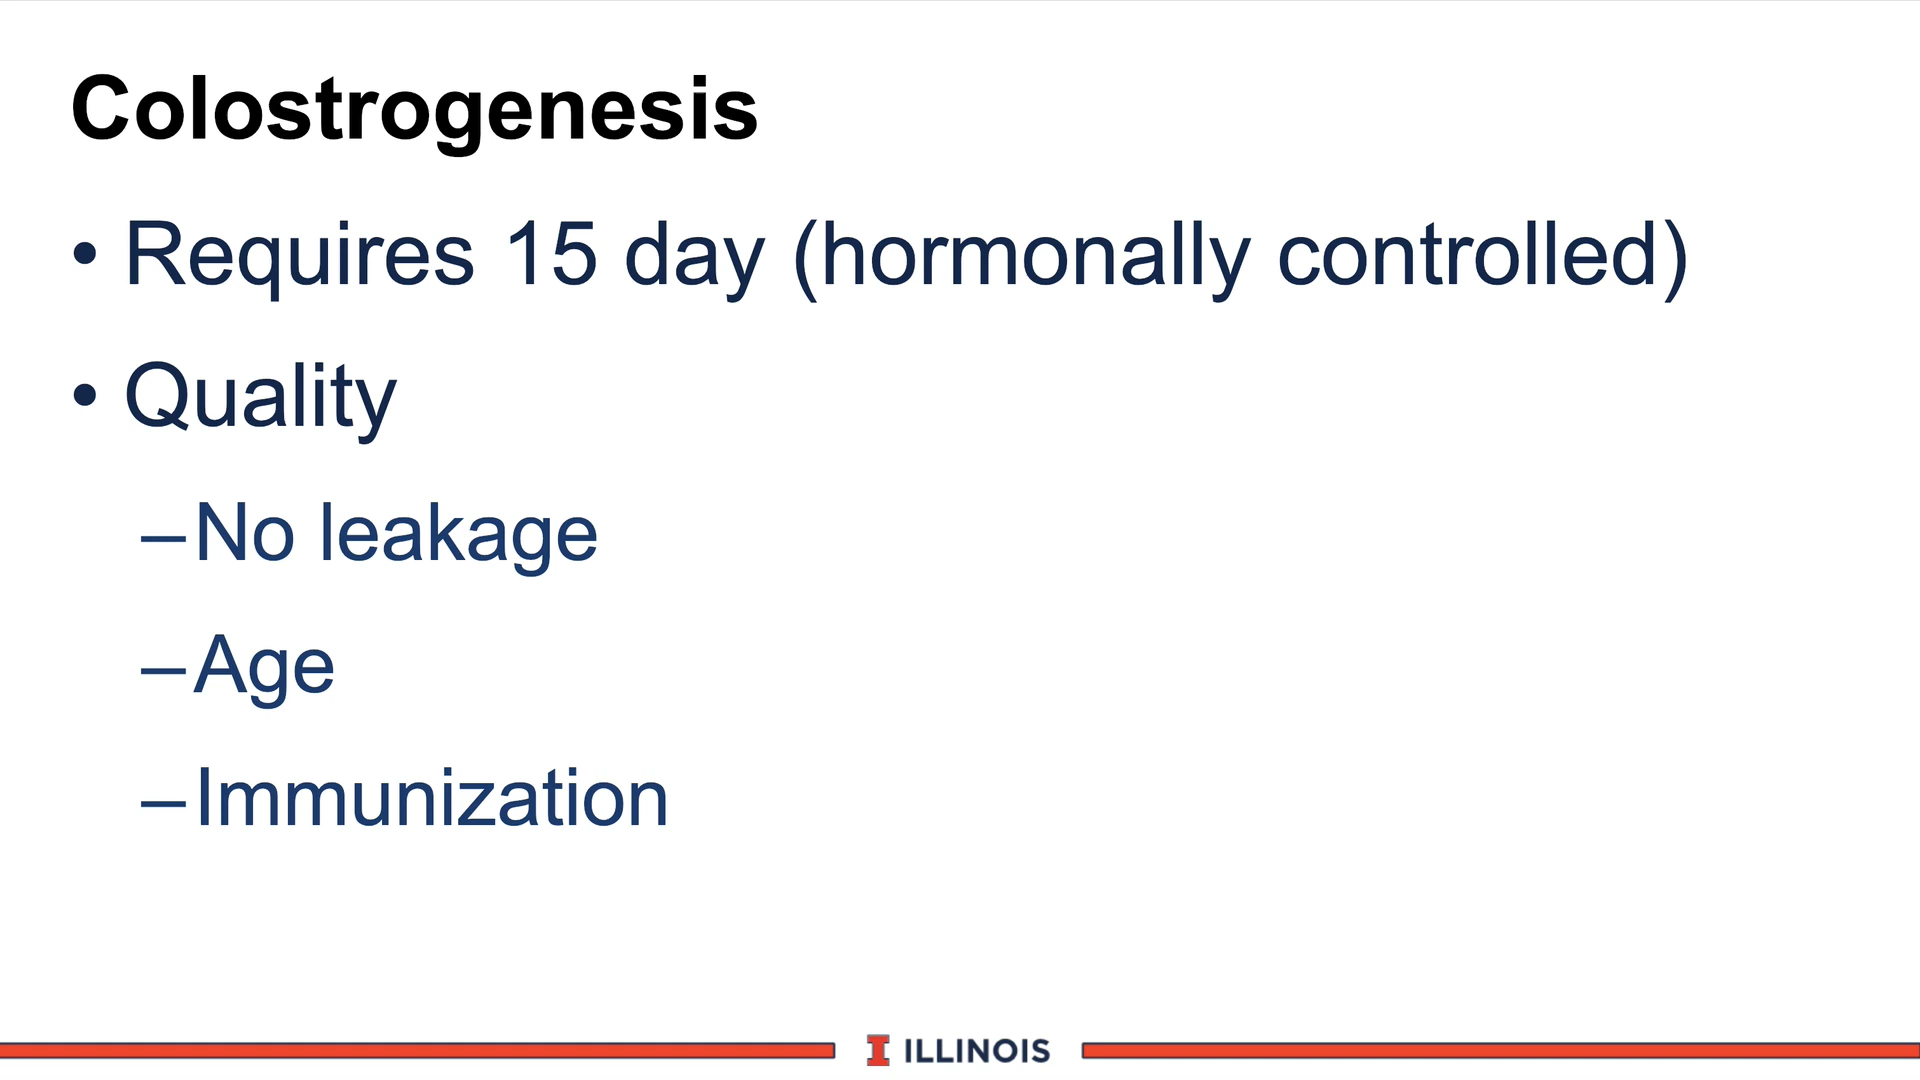 Colostrogenesis
• Requires 15 day (hormonally controlled)
• Quality
–No leakage
–Age
–Immunization
I ILLINOIS